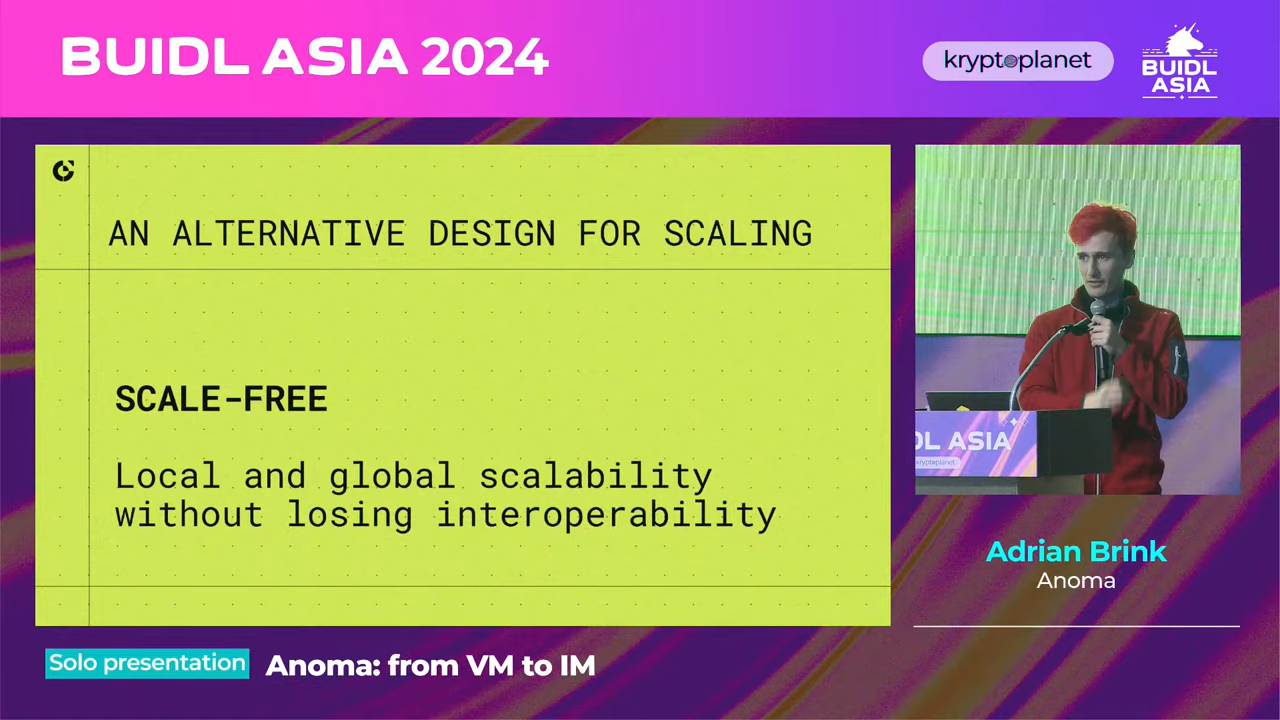 BUIDL ASIA 2024
kryptoplanet
BUIDL
ASIA
AN ALTERNATIVE DESIGN FOR SCALING
SCALE-FREE
Local and global scalability
without losing interoperability
DL ASIA
kryptoplanet
Adrian Brink
Anoma
Solo presentation
Anoma: from VM to IM